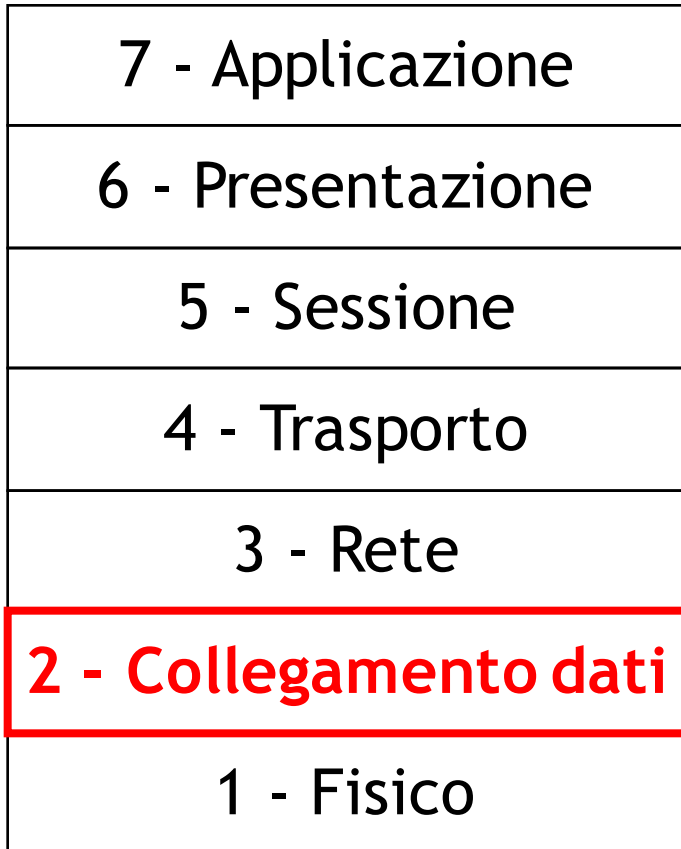 7 - Applicazione
6 - Presentazione
5 - Sessione
4 - Trasporto
3 - Rete
2 - Collegamento dati
1 - Fisico